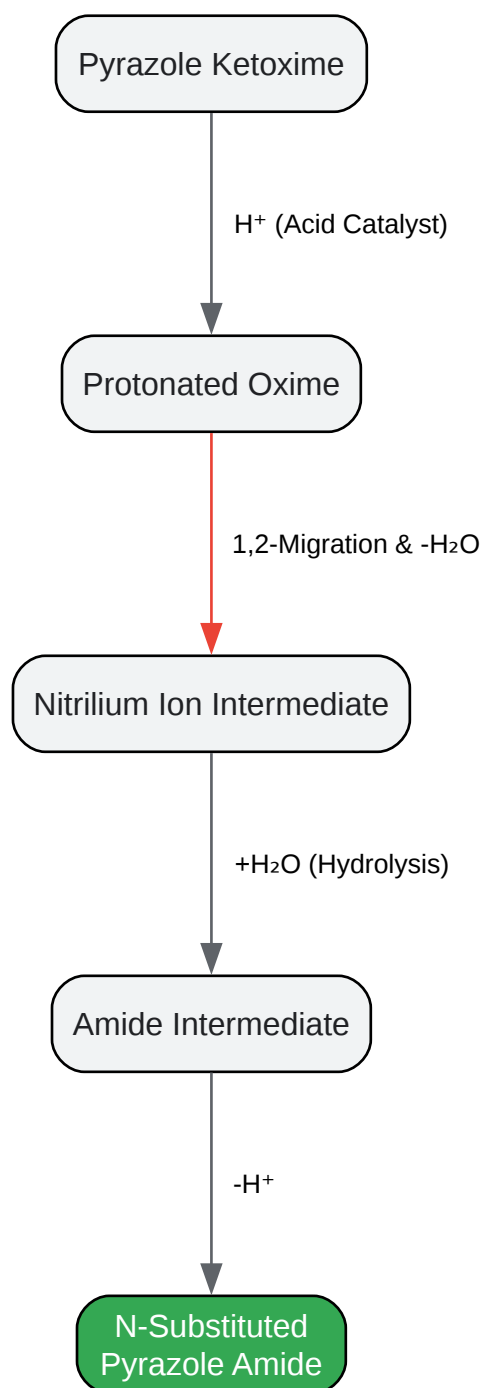 Pyrazole Ketoxime
H⁺ (Acid Catalyst)
Protonated Oxime
1,2-Migration & -H₂O
Nitrilium Ion Intermediate
+H₂O (Hydrolysis)
Amide Intermediate
-H⁺
N-Substituted
Pyrazole Amide